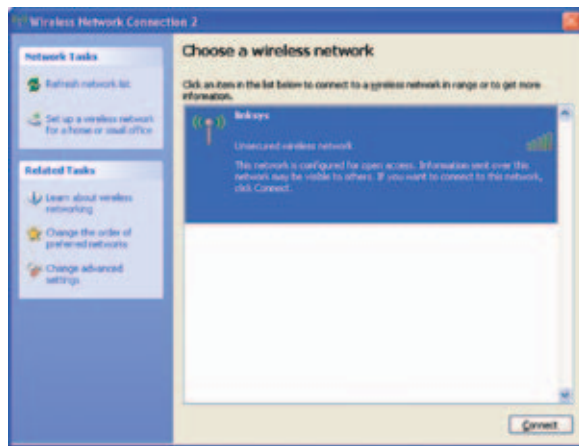 Wireless Network Connection 2
Network Tasks
Refresh network list
Set up a wireless network
for a home or small office
Related Tasks
Learn about wireless
networking
Change the order of
preferred networks
Change advanced
settings
Choose a wireless network
Click an item in the list below to connect to a wireless network in range or to get more
information.
linksys
Unsecured wireless network
This network is configured for open access. Information sent over this
network may be visible to others. If you want to connect to this network,
click Connect.
Connect